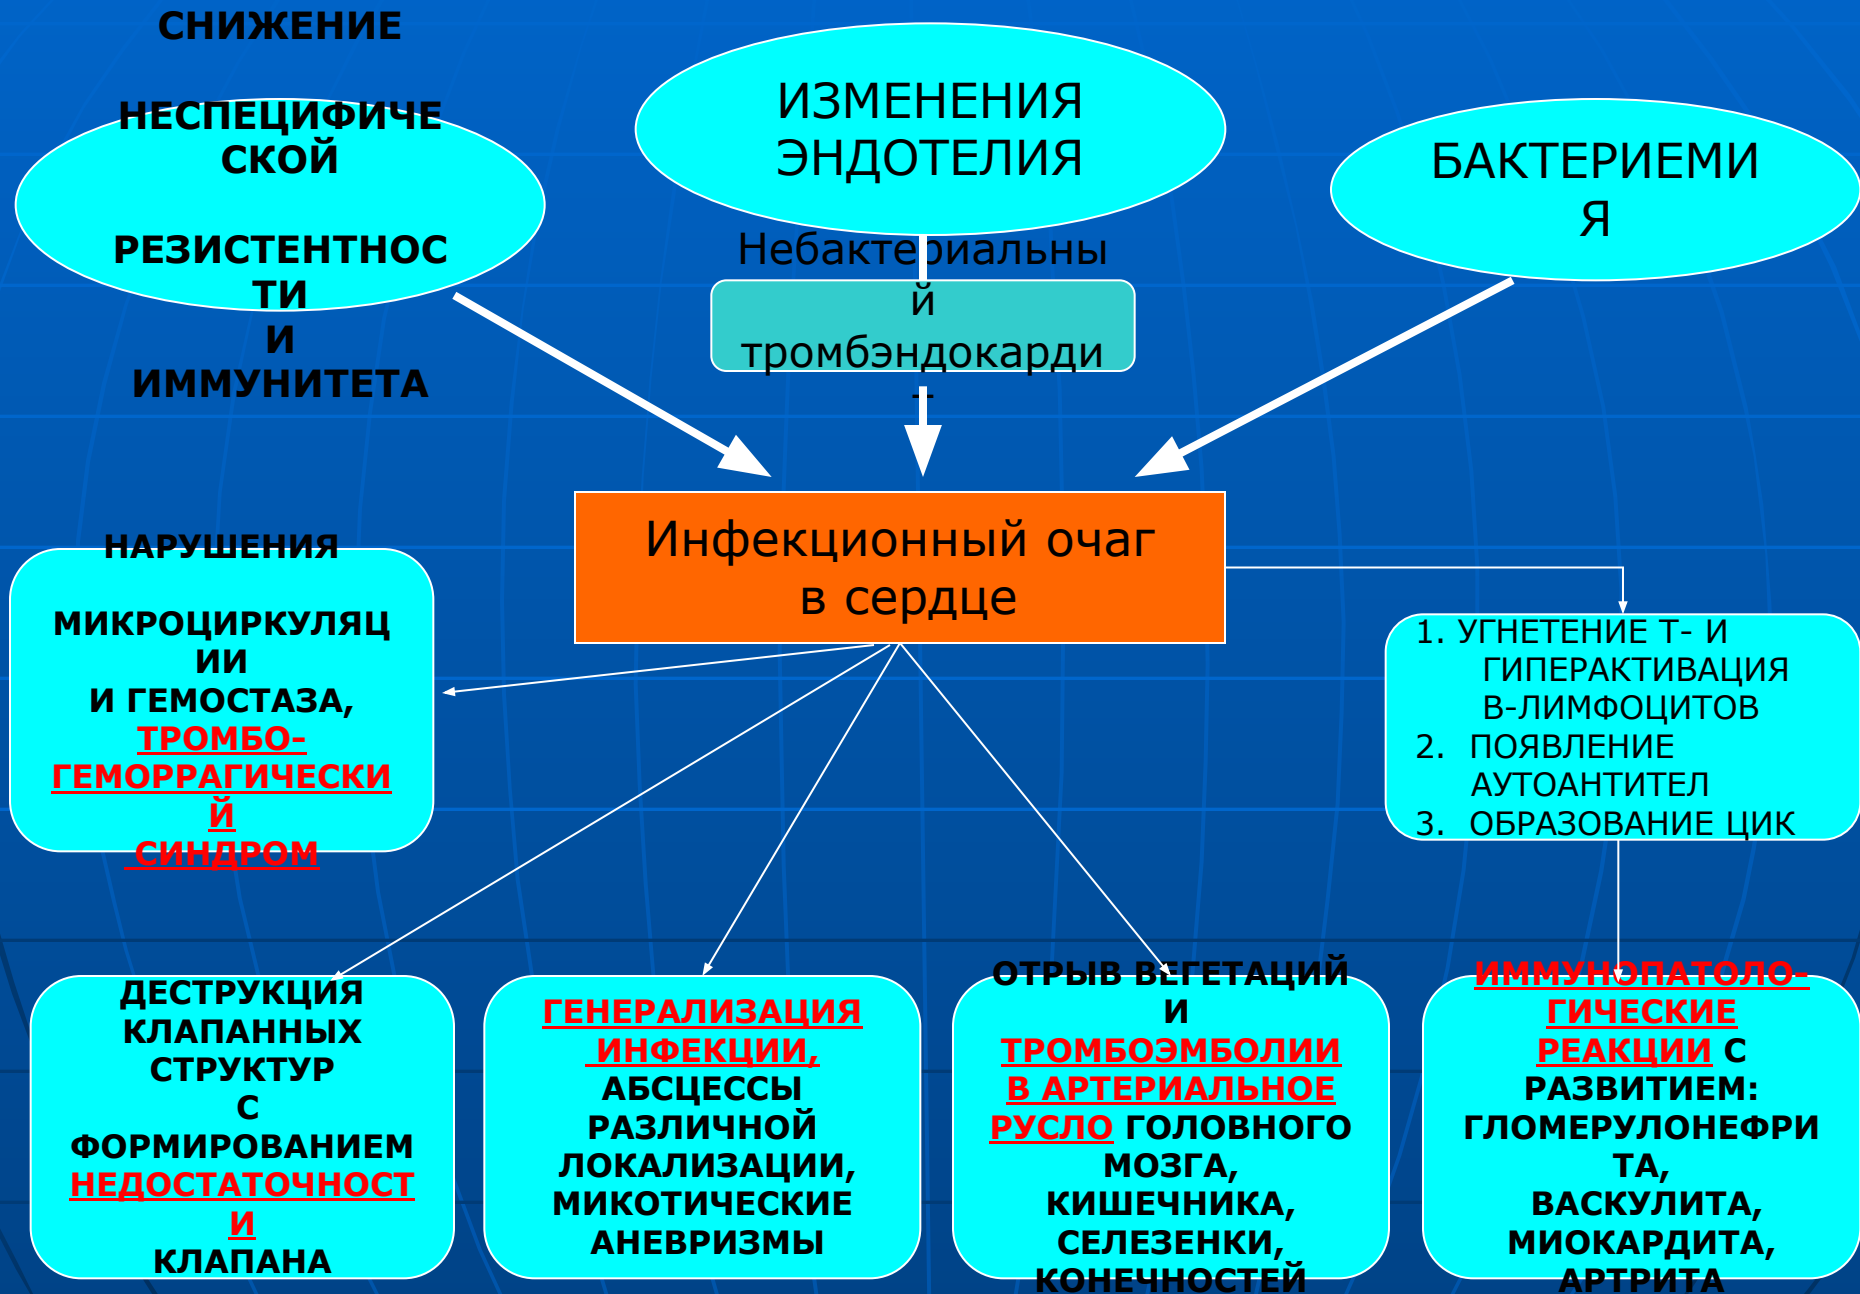 СНИЖЕНИЕ
НЕСПЕЦИФИЧЕ
СКОЙ
РЕЗИСТЕНТНОС
ТИ
И
ИММУНИТЕТА
ИЗМЕНЕНИЯ
ЭНДОТЕЛИЯ
БАКТЕРИЕМИ
Я
Небактериальны
й
тромбэндокарди
т
Инфекционный очаг
в сердце
НАРУШЕНИЯ
МИКРОЦИРКУЛЯЦ
ИИ
И ГЕМОСТАЗА,
ТРОМБО–
ГЕМОРРАГИЧЕСКИ
Й
СИНДРОМ
1. УГНЕТЕНИЕ Т- И
ГИПЕРАКТИВАЦИЯ
В-ЛИМФОЦИТОВ
2. ПОЯВЛЕНИЕ
АУТОАНТИТЕЛ
3. ОБРАЗОВАНИЕ ЦИК
ДЕСТРУКЦИЯ
КЛАПАННЫХ
СТРУКТУР
С
ФОРМИРОВАНИЕМ
НЕДОСТАТОЧНОСТ
И
КЛАПАНА
ГЕНЕРАЛИЗАЦИЯ
ИНФЕКЦИИ,
АБСЦЕССЫ
РАЗЛИЧНОЙ
ЛОКАЛИЗАЦИИ,
МИКОТИЧЕСКИЕ
АНЕВРИЗМЫ
ОТРЫВ ВЕГЕТАЦИЙ
И
ТРОМБОЭМБОЛИИ
В АРТЕРИАЛЬНОЕ
РУСЛО ГОЛОВНОГО
МОЗГА,
КИШЕЧНИКА,
СЕЛЕЗЕНКИ,
КОНЕЧНОСТЕЙ
ИММУНОПАТОЛО–
ГИЧЕСКИЕ
РЕАКЦИИ С
РАЗВИТИЕМ:
ГЛОМЕРУЛОНЕФРИ
ТА,
ВАСКУЛИТА,
МИОКАРДИТА,
АРТРИТА